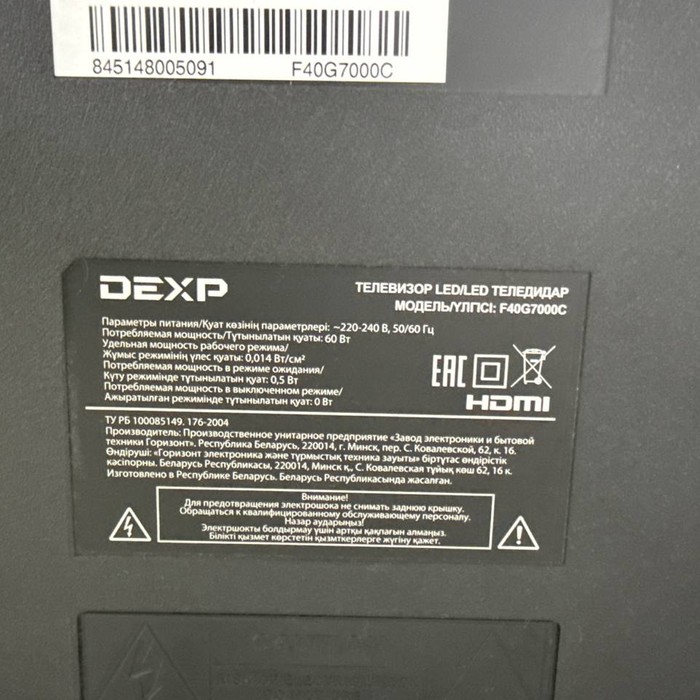 845148005091 F40G7000C
DEXP
ТЕЛЕВИЗОР LED/LED ТЕЛЕДИДАР
МОДЕЛЬ/ҮЛГІСІ: F40G7000C
Параметры питания/Қуат көзінің параметрлері: ~220-240 В, 50/60 Гц
Потребляемая мощность/Тұтынылатын қуаты: 60 Вт
Удельная мощность рабочего режима/
Жұмыс режимінің үлес қуаты: 0,014 Вт/см²
Потребляемая мощность в режиме ожидания/
Күту режимінде тұтынылатын қуат: 0,5 Вт
Потребляемая мощность в выключенном режиме/
Ажыратылған режимінде тұтынылатын қуат: 0 Вт
EAC
HDMI
ТУ РБ 100085149. 176-2004
Производитель: Производственное унитарное предприятие «Завод электроники и бытовой
техники Горизонт». Республика Беларусь, 220014, г. Минск, пер. С. Ковалевской, 62, к. 16.
Өндіруші: «Горизонт электроника және тұрмыстық техника зауыты» біртұтас өндірістік
кәсіпорны. Беларусь Республикасы, 220014, Минск қ., С. Ковалевская тұйық көш 62, 16 к.
Изготовлено в Республике Беларусь. Беларусь Республикасында жасалған.
Внимание!
Для предотвращения электрошока не снимать заднюю крышку.
Обращаться к квалифицированному обслуживающему персоналу.
Назар аударыңыз!
Электршокты болдырмау үшін артқы қақпағын алмаңыз.
Білікті қызмет көрсететін қызметкерлерге жүгіну қажет.